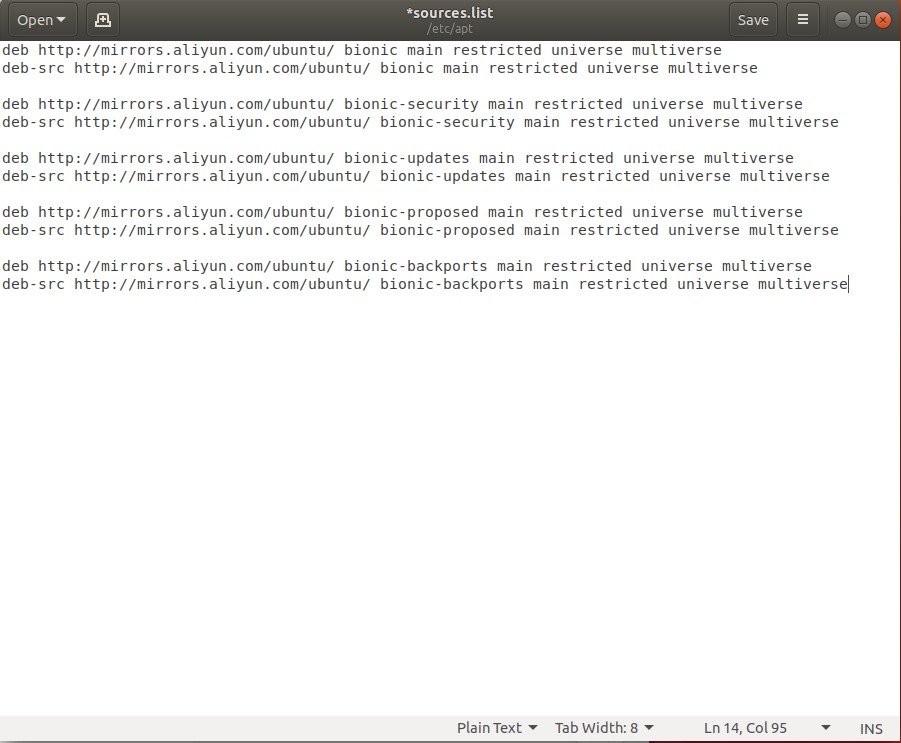 Open
*sources.list
/etc/apt
Save
deb http://mirrors.aliyun.com/ubuntu/ bionic main restricted universe multiverse
deb-src http://mirrors.aliyun.com/ubuntu/ bionic main restricted universe multiverse
deb http://mirrors.aliyun.com/ubuntu/ bionic-security main restricted universe multiverse
deb-src http://mirrors.aliyun.com/ubuntu/ bionic-security main restricted universe multiverse
deb http://mirrors.aliyun.com/ubuntu/ bionic-updates main restricted universe multiverse
deb-src http://mirrors.aliyun.com/ubuntu/ bionic-updates main restricted universe multiverse
deb http://mirrors.aliyun.com/ubuntu/ bionic-proposed main restricted universe multiverse
deb-src http://mirrors.aliyun.com/ubuntu/ bionic-proposed main restricted universe multiverse
deb http://mirrors.aliyun.com/ubuntu/ bionic-backports main restricted universe multiverse
deb-src http://mirrors.aliyun.com/ubuntu/ bionic-backports main restricted universe multiverse
Plain Text Tab Width: 8 Ln 14, Col 95 INS